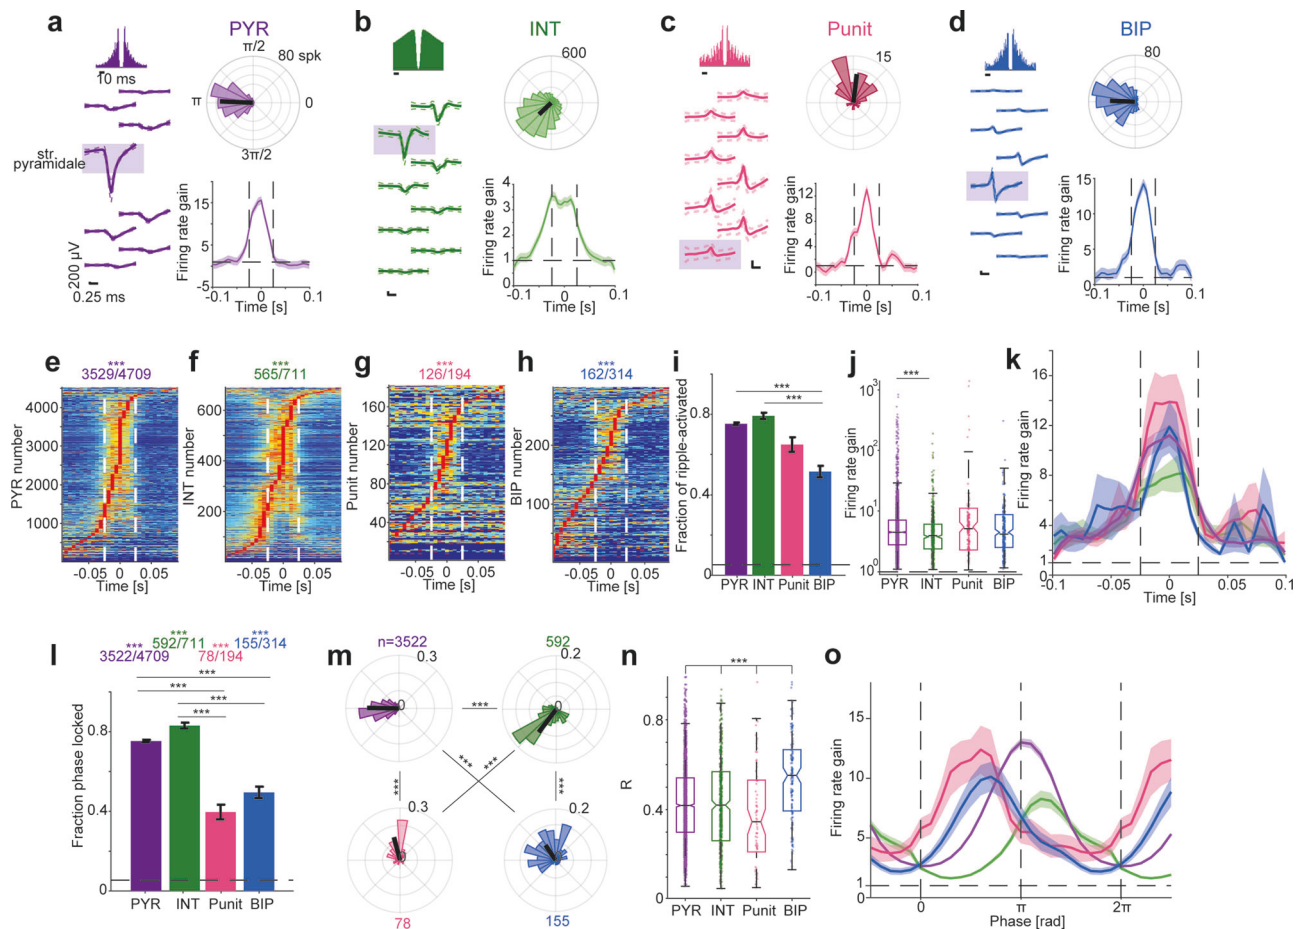 a
PYR
π/2
80 spk
10 ms
π
0
3π/2
str.
pyramidale
Firing rate gain
15
5
1
-5
-0.1
0
0.1
Time [s]
200 µV
0.25 ms
b
INT
600
Firing rate gain
4
3
2
1
0
-0.1
0
0.1
Time [s]
c
Punit
15
Firing rate gain
13
9
5
1
0
-0.1
0
0.1
Time [s]
d
BIP
80
Firing rate gain
15
10
5
1
0
-0.1
0
0.1
Time [s]
e
***
3529/4709
PYR number
4000
3000
2000
1000
-0.05
0
0.05
Time [s]
f
***
565/711
INT number
600
400
200
-0.05
0
0.05
Time [s]
g
***
126/194
Punit number
160
120
80
40
-0.05
0
0.05
Time [s]
h
***
162/314
BIP number
200
100
-0.05
0
0.05
Time [s]
i
***
***
Fraction of ripple-activated
0.8
0.4
0
PYR
INT
Punit
BIP
j
***
Firing rate gain
10³
10²
10¹
10⁰
PYR
INT
Punit
BIP
k
Firing rate gain
16
12
8
4
1
-0.1
-0.05
0
0.05
0.1
Time [s]
l
***
3522/4709
***
592/711
***
78/194
***
155/314
***
***
***
***
Fraction phase locked
0.8
0.4
0
PYR
INT
Punit
BIP
m
n=3522
0.3
0
592
0.2
0
***
***
***
***
***
0.3
0
78
0.2
0
155
n
***
R
0.8
0.4
0
PYR
INT
Punit
BIP
o
Firing rate gain
15
10
5
1
0
π
2π
Phase [rad]